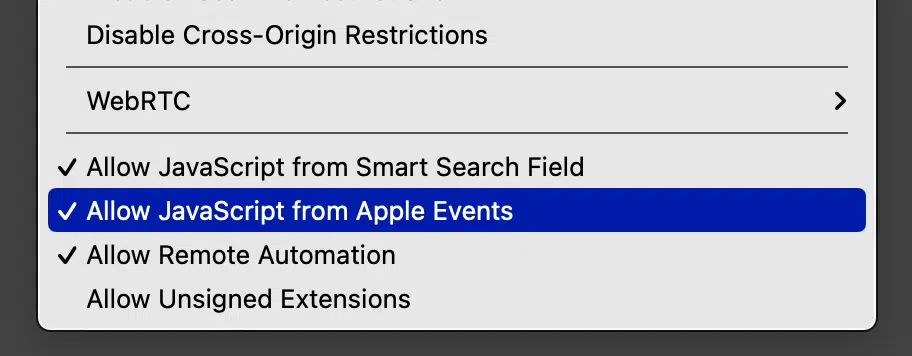 Disable Cross-Origin Restrictions
WebRTC
Allow JavaScript from Smart Search Field
Allow JavaScript from Apple Events
Allow Remote Automation
Allow Unsigned Extensions